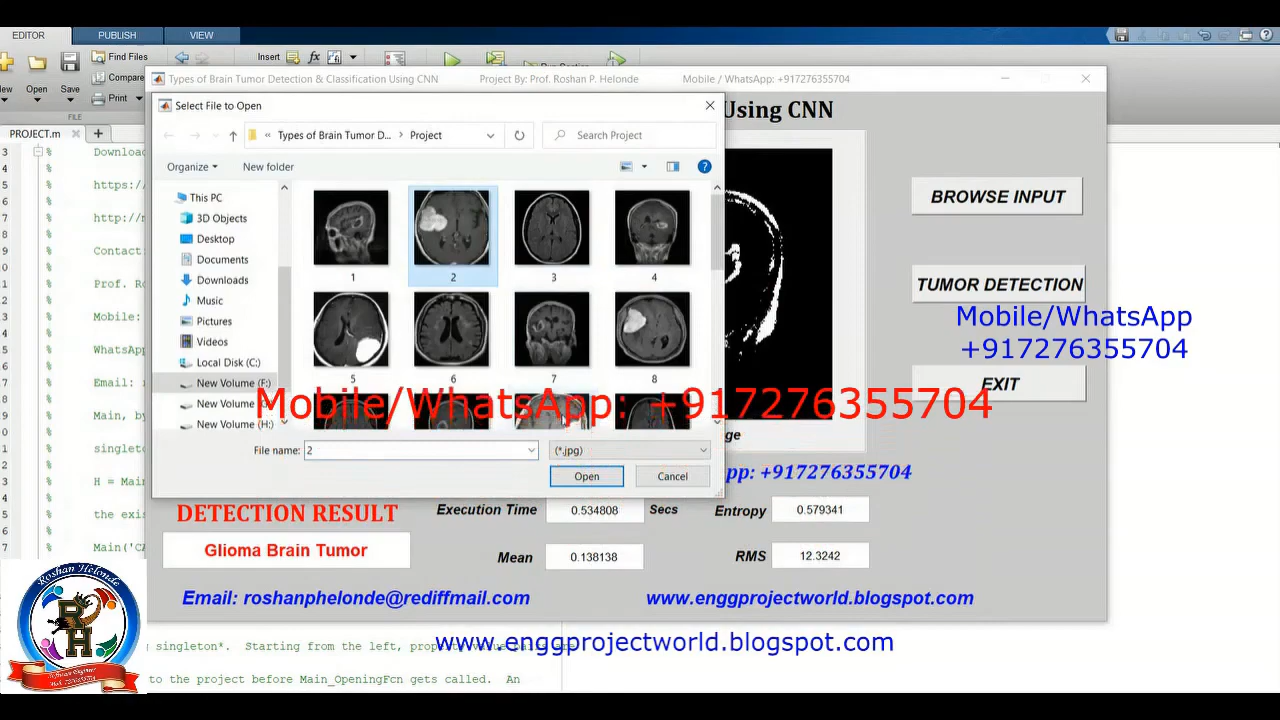 EDITOR
PUBLISH
VIEW
Find Files
Insert
fx
Compare
Open
Save
Print
FILE
PROJECT.m
Types of Brain Tumor Detection & Classification Using CNN
Project By: Prof. Roshan P. Helonde
Mobile / WhatsApp: +917276355704
Using CNN
Select File to Open
Types of Brain Tumor D...
Project
Search Project
Organize
New folder
This PC
3D Objects
Desktop
Documents
Downloads
Music
Pictures
Videos
Local Disk (C:)
New Volume (F:)
New Volume
New Volume (H:)
1
2
3
4
5
6
7
8
File name:
2
(*.jpg)
Open
Cancel
BROWSE INPUT
TUMOR DETECTION
Mobile/WhatsApp
+917276355704
EXIT
Mobile/WhatsApp: +917276355704
pp: +917276355704
DETECTION RESULT
Glioma Brain Tumor
Execution Time
0.534808
Secs
Entropy
0.579341
Mean
0.138138
RMS
12.3242
Email: roshanphelonde@rediffmail.com
www.enggprojectworld.blogspot.com
www.enggprojectworld.blogspot.com
% Download
% https:/
% Contact
% Prof. R
% Mobile:
% WhatsAp
% Email: r
% Main, by
% singleto
% H = Main
% the exis
% Main('CA
singleton*. Starting from the left, property
to the project before Main_OpeningFcn gets called. An
Roshan Helonde
RH